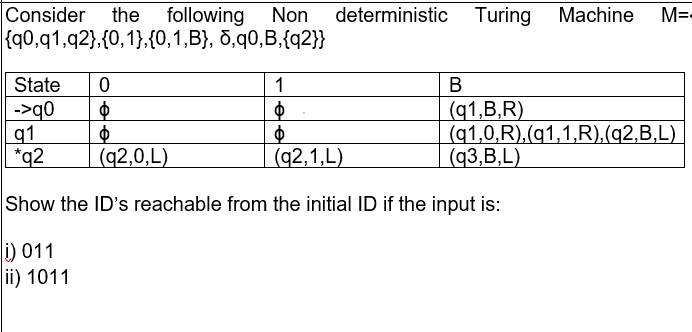 Consider the following Non deterministic Turing Machine M=
{q0,q1,q2},{0,1},{0,1,B}, δ,q0,B,{q2}}
State 0 1 B
->q0 ϕ ϕ (q1,B,R)
q1 ϕ ϕ (q1,0,R),(q1,1,R),(q2,B,L)
*q2 (q2,0,L) (q2,1,L) (q3,B,L)
Show the ID's reachable from the initial ID if the input is:
i) 011
ii) 1011